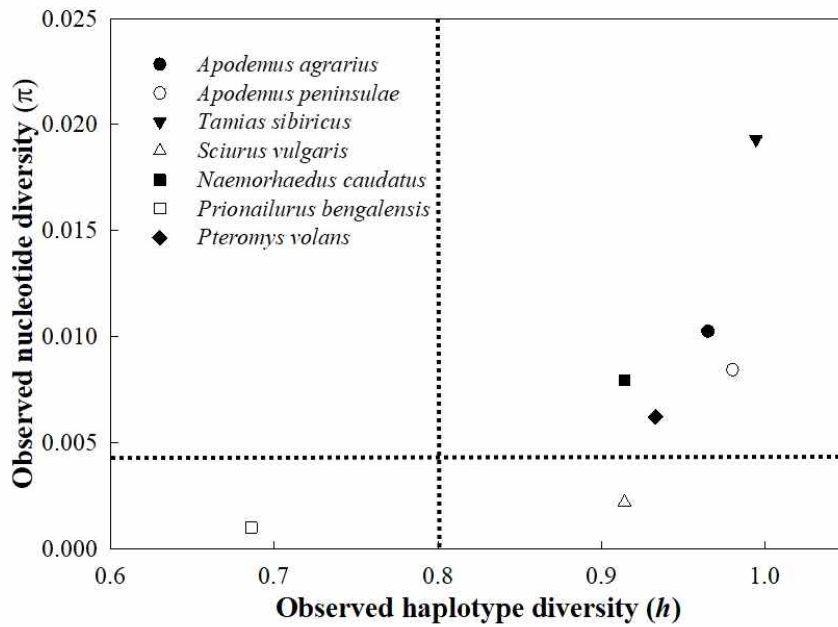 0.025
0.020
0.015
0.010
0.005
0.000
Observed nucleotide diversity (π)
Apodemus agrarius
Apodemus peninsulae
Tamias sibiricus
Sciurus vulgaris
Naemorhaedus caudatus
Prionailurus bengalensis
Pteromys volans
0.6 0.7 0.8 0.9 1.0
Observed haplotype diversity (h)